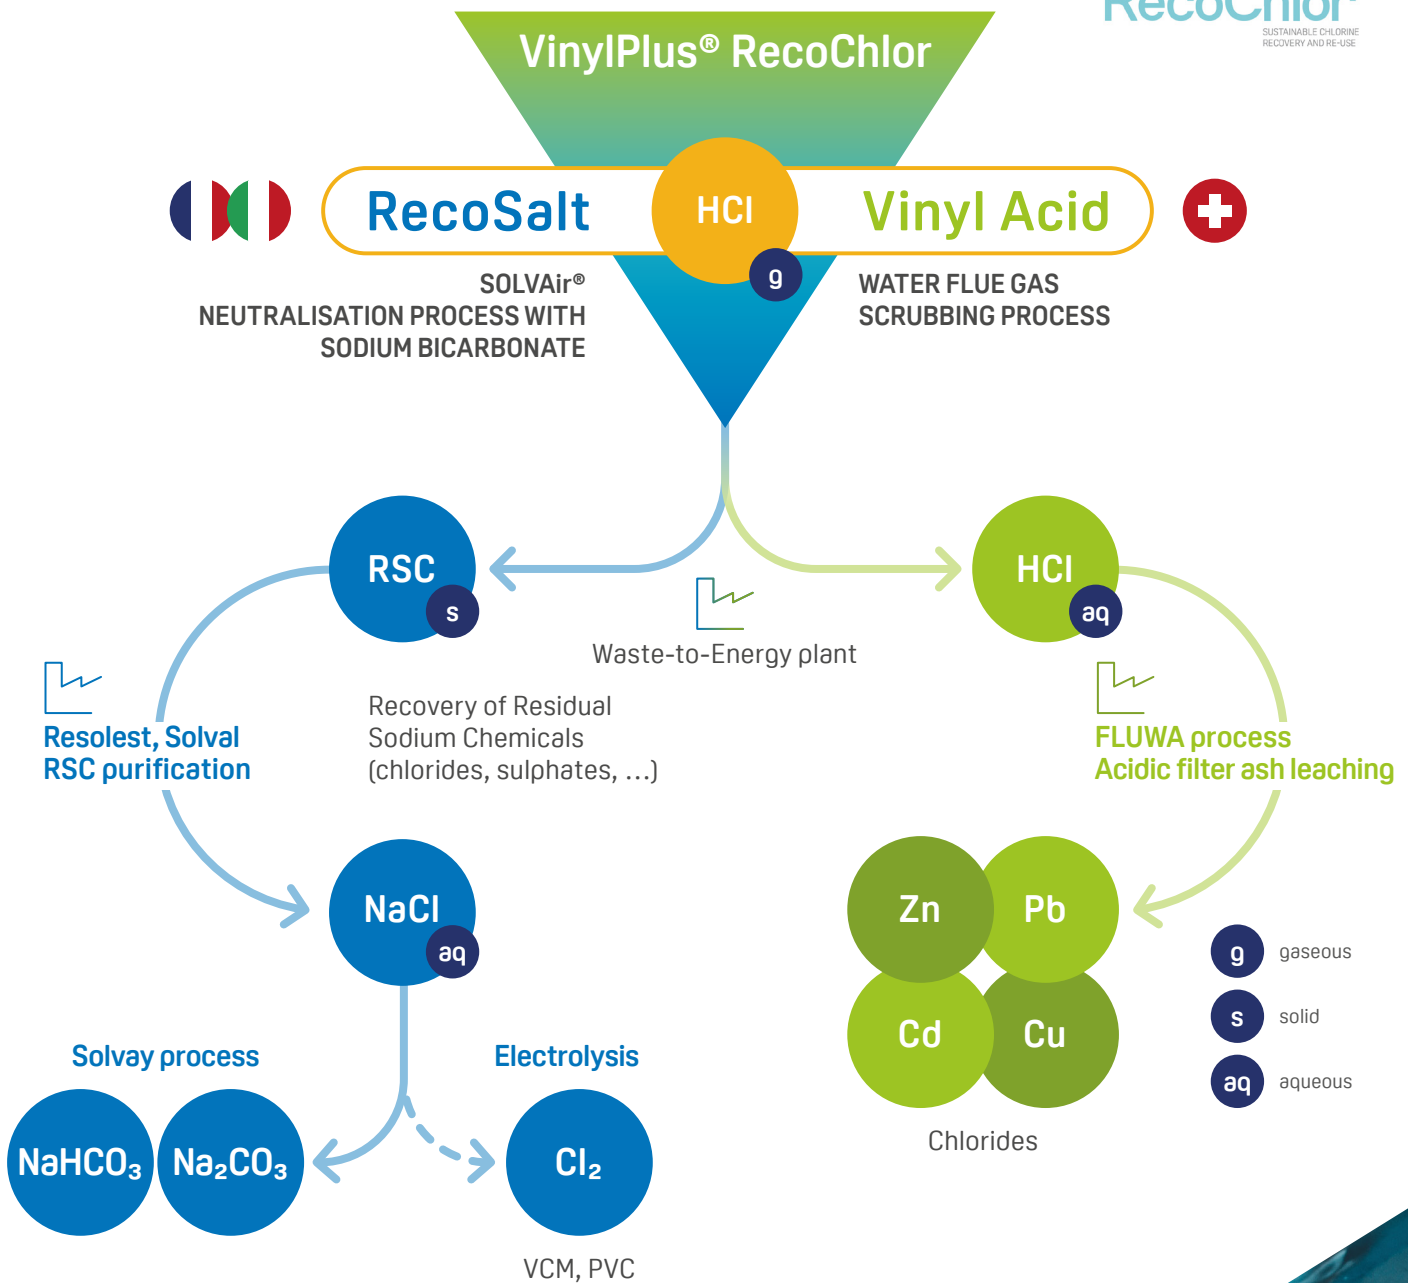 RecoChlor
SUSTAINABLE CHLORINE
RECOVERY AND RE-USE
VinylPlus® RecoChlor
RecoSalt
HCl
g
Vinyl Acid
SOLVAir®
NEUTRALISATION PROCESS WITH
SODIUM BICARBONATE
WATER FLUE GAS
SCRUBBING PROCESS
RSC
s
HCl
aq
Waste-to-Energy plant
Recovery of Residual
Sodium Chemicals
(chlorides, sulphates, ...)
Resolest, Solval
RSC purification
FLUWA process
Acidic filter ash leaching
NaCl
aq
Zn
Pb
Cd
Cu
Chlorides
g gaseous
s solid
aq aqueous
Solvay process
Electrolysis
NaHCO₃
Na₂CO₃
Cl₂
VCM, PVC